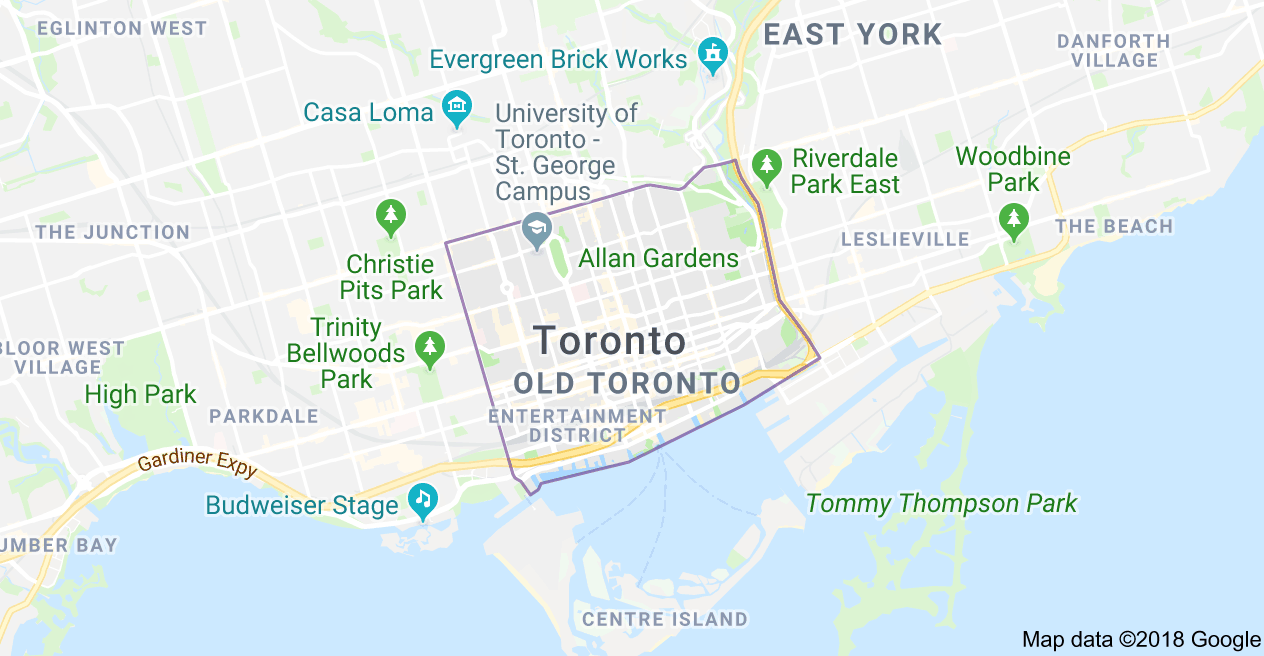 EGLINTON WEST
EAST YORK
DANFORTH
VILLAGE
Evergreen Brick Works
Casa Loma
University of
Toronto -
St. George
Campus
Riverdale
Park East
Woodbine
Park
THE JUNCTION
LESLIEVILLE
THE BEACH
Christie
Pits Park
Allan Gardens
Trinity
Bellwoods
Park
Toronto
OLD TORONTO
BLOOR WEST
VILLAGE
High Park
PARKDALE
ENTERTAINMENT
DISTRICT
Gardiner Expy
Budweiser Stage
Tommy Thompson Park
UMBER BAY
CENTRE ISLAND
Map data ©2018 Google